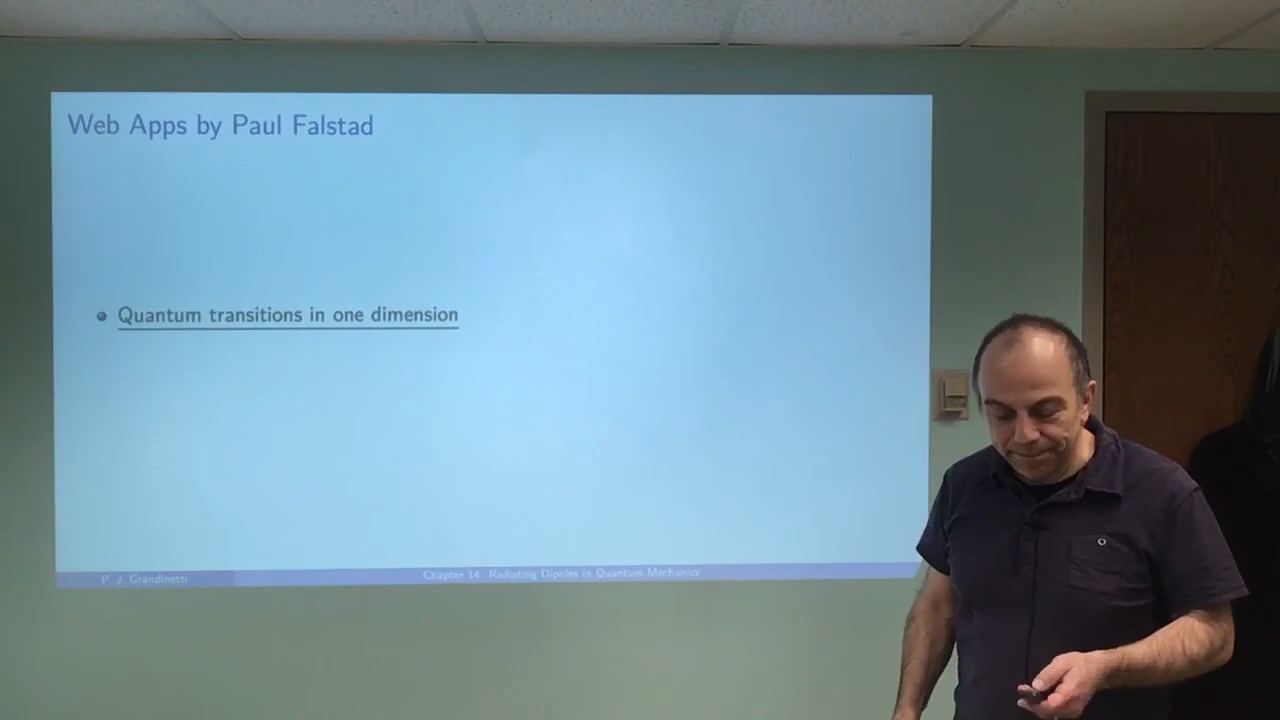 Web Apps by Paul Falstad
Quantum transitions in one dimension
P. J. Grandinetti
Chapter 14: Radiating Dipoles in Quantum Mechanics